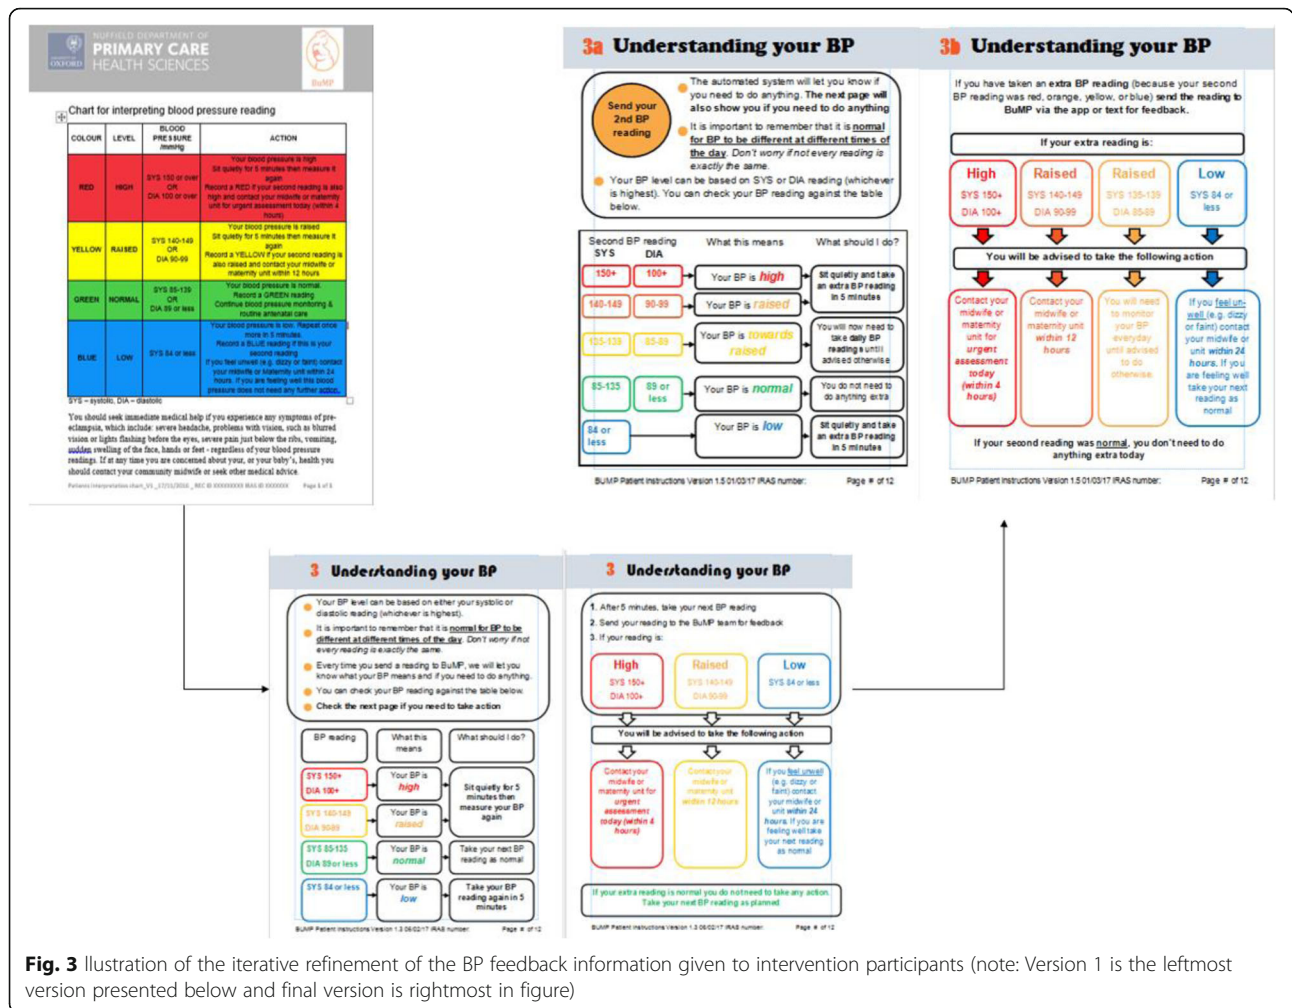 NUFFIELD DEPARTMENT OF
PRIMARY CARE
HEALTH SCIENCES
UNIVERSITY OF
OXFORD
BuMP
Chart for interpreting blood pressure reading
COLOUR LEVEL BLOOD PRESSURE /mmHg ACTION
RED HIGH SYS 150 or over OR DIA 100 or over
Your blood pressure is high
Sit quietly for 5 minutes then measure it
again
Record a RED if your second reading is also
high and contact your midwife or maternity
unit for urgent assessment today (within 4
hours)
YELLOW RAISED SYS 140-149 OR DIA 90-99
Your blood pressure is raised
Sit quietly for 5 minutes then measure it
again
Record a YELLOW if your second reading is
also raised and contact your midwife or
maternity unit within 12 hours
GREEN NORMAL SYS 85-139 OR DIA 89 or less
Your blood pressure is normal.
Record a GREEN reading
Continue blood pressure monitoring &
routine antenatal care
BLUE LOW SYS 84 or less
Your blood pressure is low. Repeat once
more in 5 minutes.
Record a BLUE reading if this is your
second reading
If you feel unwell (e.g. dizzy or faint) contact
your midwife or Maternity unit within 24
hours. If you are feeling well this blood
pressure does not need any further action.
SYS – systolic, DIA – diastolic
You should seek immediate medical help if you experience any symptoms of pre-
eclampsia, which include: severe headache, problems with vision, such as blurred
vision or lights flashing before the eyes, severe pain just below the ribs, vomiting,
sudden swelling of the face, hands or feet - regardless of your blood pressure
readings. If at any time you are concerned about your, or your baby's, health you
should contact your community midwife or seek other medical advice.
Patients interpretation chart_V1 _17/11/2016 _ REC ID XXXXXXXXX IRAS ID XXXXXXX Page 1 of 1
3a Understanding your BP
Send your
2nd BP
reading
The automated system will let you know if
you need to do anything. The next page will
also show you if you need to do anything
It is important to remember that it is normal
for BP to be different at different times of
the day. Don't worry if not every reading is
exactly the same.
Your BP level can be based on SYS or DIA reading (whichever
is highest). You can check your BP reading against the table
below.
Second BP reading What this means What should I do?
SYS DIA
150+ 100+ Your BP is high
140-149 90-99 Your BP is raised
Sit quietly and take
an extra BP reading
in 5 minutes
135-139 85-89 Your BP is towards
raised
You will now need to
take daily BP
readings until
advised otherwise
85-135 89 or
less
Your BP is normal You do not need to
do anything extra
84 or
less
Your BP is low Sit quietly and take
an extra BP reading
in 5 minutes
BUMP Patient Instructions Version 1.5 01/03/17 IRAS number: Page # of 12
3b Understanding your BP
If you have taken an extra BP reading (because your second
BP reading was red, orange, yellow, or blue) send the reading to
BuMP via the app or text for feedback.
If your extra reading is:
High Raised Raised Low
SYS 150+ SYS 140-149 SYS 135-139 SYS 84 or
DIA 100+ DIA 90-99 DIA 85-89 less
You will be advised to take the following action
Contact your
midwife or
maternity
unit for
urgent
assessment
today
(within 4
hours)
Contact your
midwife or
maternity unit
within 12
hours
You will need
to monitor
your BP
everyday
until advised
to do
otherwise.
If you feel un-
well (e.g. dizzy
or faint) contact
your midwife or
unit within 24
hours. If you
are feeling well
take your next
reading as
normal
If your second reading was normal, you don't need to do
anything extra today
BUMP Patient Instructions Version 1.5 01/03/17 IRAS number: Page # of 12
3 Understanding your BP
Your BP level can be based on either your systolic or
diastolic reading (whichever is highest).
It is important to remember that it is normal for BP to be
different at different times of the day. Don't worry if not
every reading is exactly the same.
Every time you send a reading to BuMP, we will let you
know what your BP means and if you need to do anything.
You can check your BP reading against the table below.
Check the next page if you need to take action
BP reading What this
means What should I do?
SYS 150+
DIA 100+
Your BP is
high
SYS 140-149
DIA 90-99
Your BP is
raised
Sit quietly for 5
minutes then
measure your BP
again
SYS 85-135
DIA 89 or less
Your BP is
normal
Take your next BP
reading as normal
SYS 84 or less
Your BP is
low
Take your BP
reading again in 5
minutes
BUMP Patient Instructions Version 1.3 06/02/17 IRAS number: Page # of 12
3 Understanding your BP
1. After 5 minutes, take your next BP reading
2. Send your reading to the BuMP team for feedback
3. If your reading is:
High Raised Low
SYS 150+ SYS 140-149 SYS 84 or less
DIA 100+ DIA 90-99
You will be advised to take the following action
Contact your
midwife or
maternity unit for
urgent
assessment
today (within 4
hours)
Contact your
midwife or
maternity unit
within 12 hours
If you feel unwell
(e.g. dizzy or
faint) contact
your midwife or
unit within 24
hours. If you are
feeling well take
your next reading
as normal
If your extra reading is normal you do not need to take any action.
Take your next BP reading as planned
BUMP Patient Instructions Version 1.3 06/02/17 IRAS number: Page # of 12
Fig. 3 Illustration of the iterative refinement of the BP feedback information given to intervention participants (note: Version 1 is the leftmost
version presented below and final version is rightmost in figure)